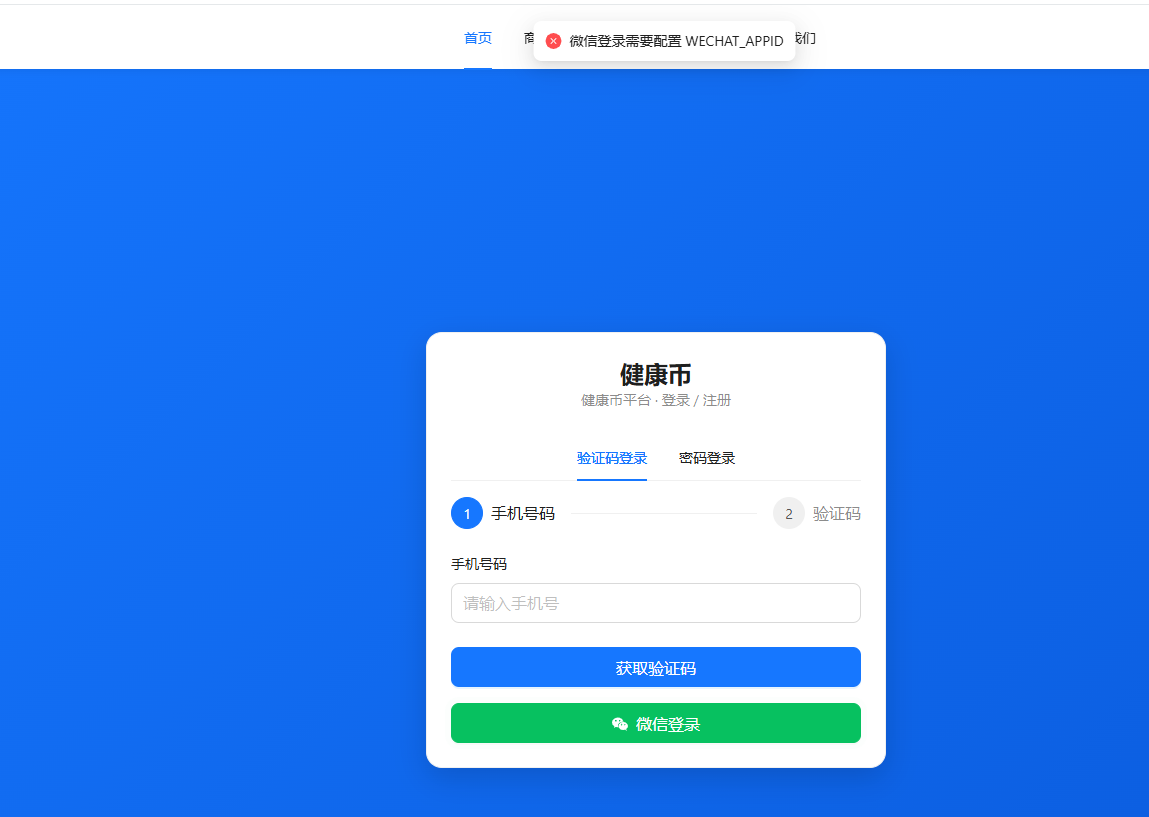 首页
微信登录需要配置 WECHAT_APPID
们
健康币
健康币平台 · 登录 / 注册
验证码登录 密码登录
1 手机号码 2 验证码
手机号码
请输入手机号
获取验证码
微信登录